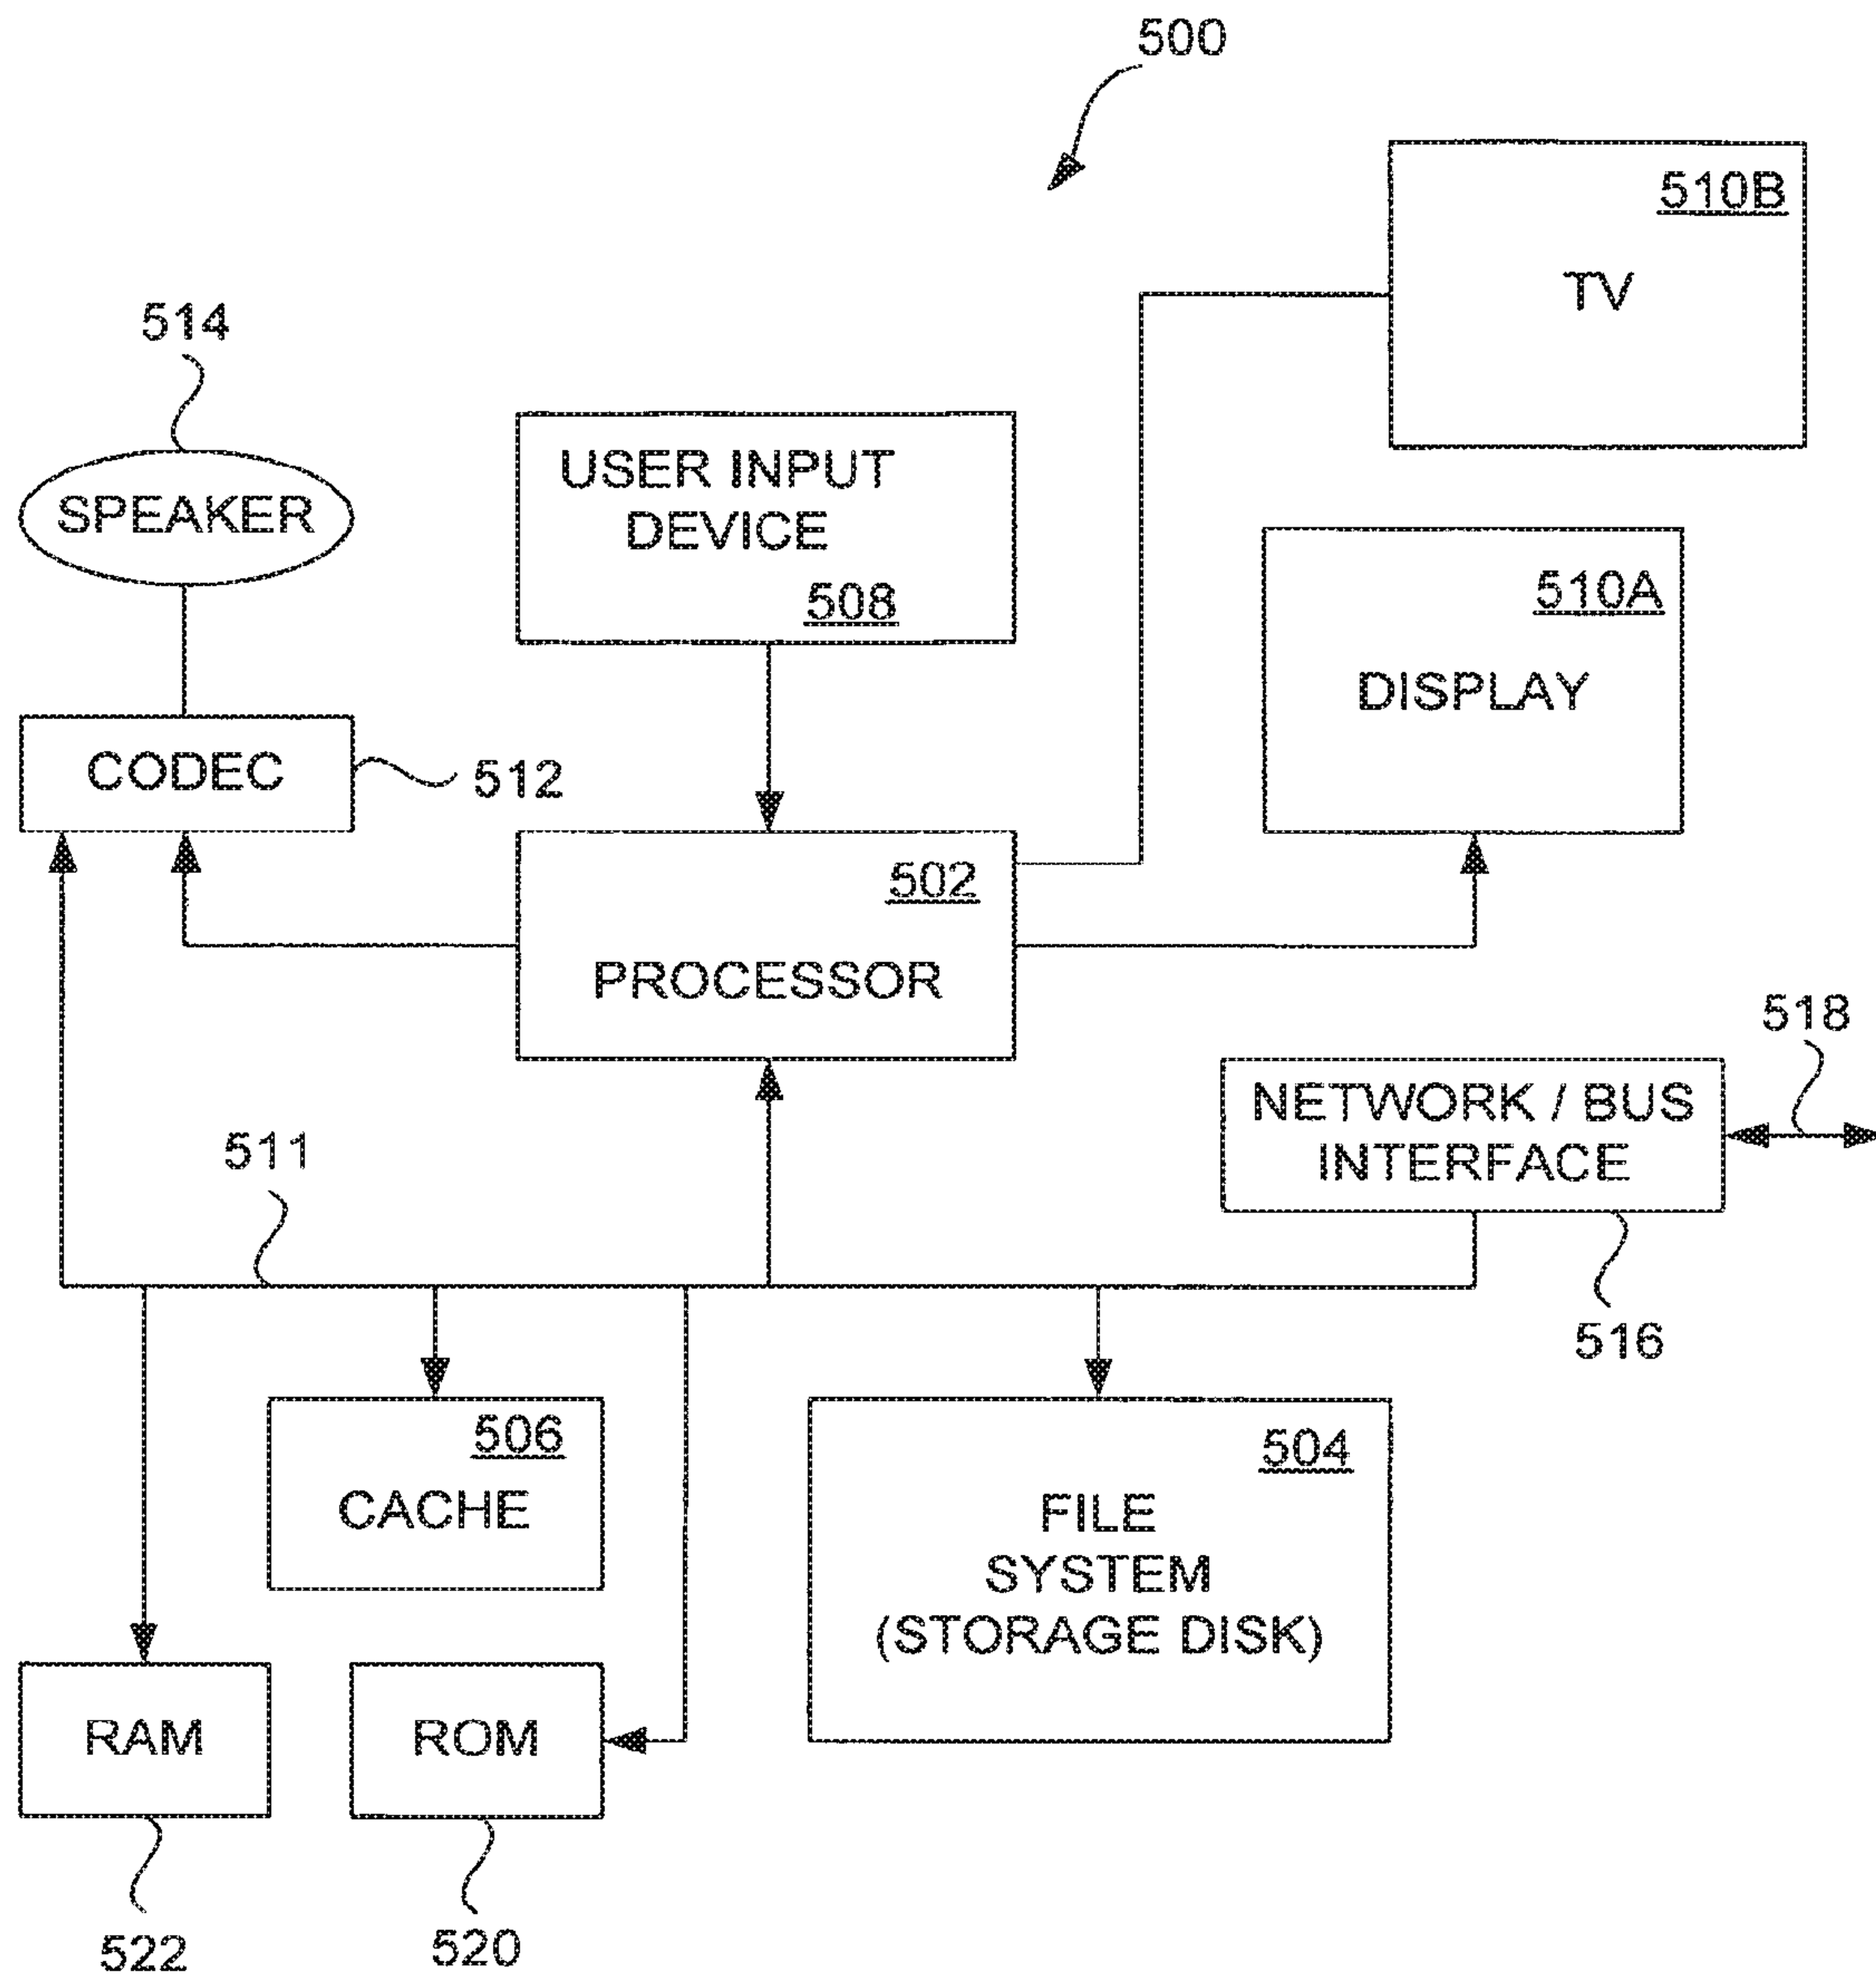 500
510B
TV
514
SPEAKER
USER INPUT
DEVICE
508
510A
DISPLAY
CODEC
512
502
PROCESSOR
518
NETWORK / BUS
INTERFACE
511
516
506
CACHE
504
FILE
SYSTEM
(STORAGE DISK)
RAM
ROM
522
520